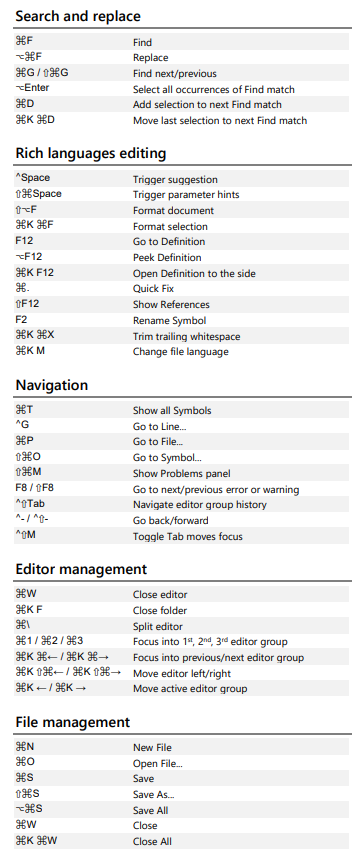 Search and replace
⌘F Find
⌥⌘F Replace
⌘G / ⇧⌘G Find next/previous
⌥Enter Select all occurrences of Find match
⌘D Add selection to next Find match
⌘K ⌘D Move last selection to next Find match
Rich languages editing
^Space Trigger suggestion
⇧⌘Space Trigger parameter hints
⇧⌥F Format document
⌘K ⌘F Format selection
F12 Go to Definition
⌥F12 Peek Definition
⌘K F12 Open Definition to the side
⌘. Quick Fix
⇧F12 Show References
F2 Rename Symbol
⌘K ⌘X Trim trailing whitespace
⌘K M Change file language
Navigation
⌘T Show all Symbols
^G Go to Line...
⌘P Go to File...
⇧⌘O Go to Symbol...
⇧⌘M Show Problems panel
F8 / ⇧F8 Go to next/previous error or warning
^⇧Tab Navigate editor group history
^- / ^⇧- Go back/forward
^⇧M Toggle Tab moves focus
Editor management
⌘W Close editor
⌘K F Close folder
⌘\ Split editor
⌘1 / ⌘2 / ⌘3 Focus into 1st, 2nd, 3rd editor group
⌘K ⌘← / ⌘K ⌘→ Focus into previous/next editor group
⌘K ⇧⌘← / ⌘K ⇧⌘→ Move editor left/right
⌘K ← / ⌘K → Move active editor group
File management
⌘N New File
⌘O Open File...
⌘S Save
⇧⌘S Save As...
⌥⌘S Save All
⌘W Close
⌘K ⌘W Close All